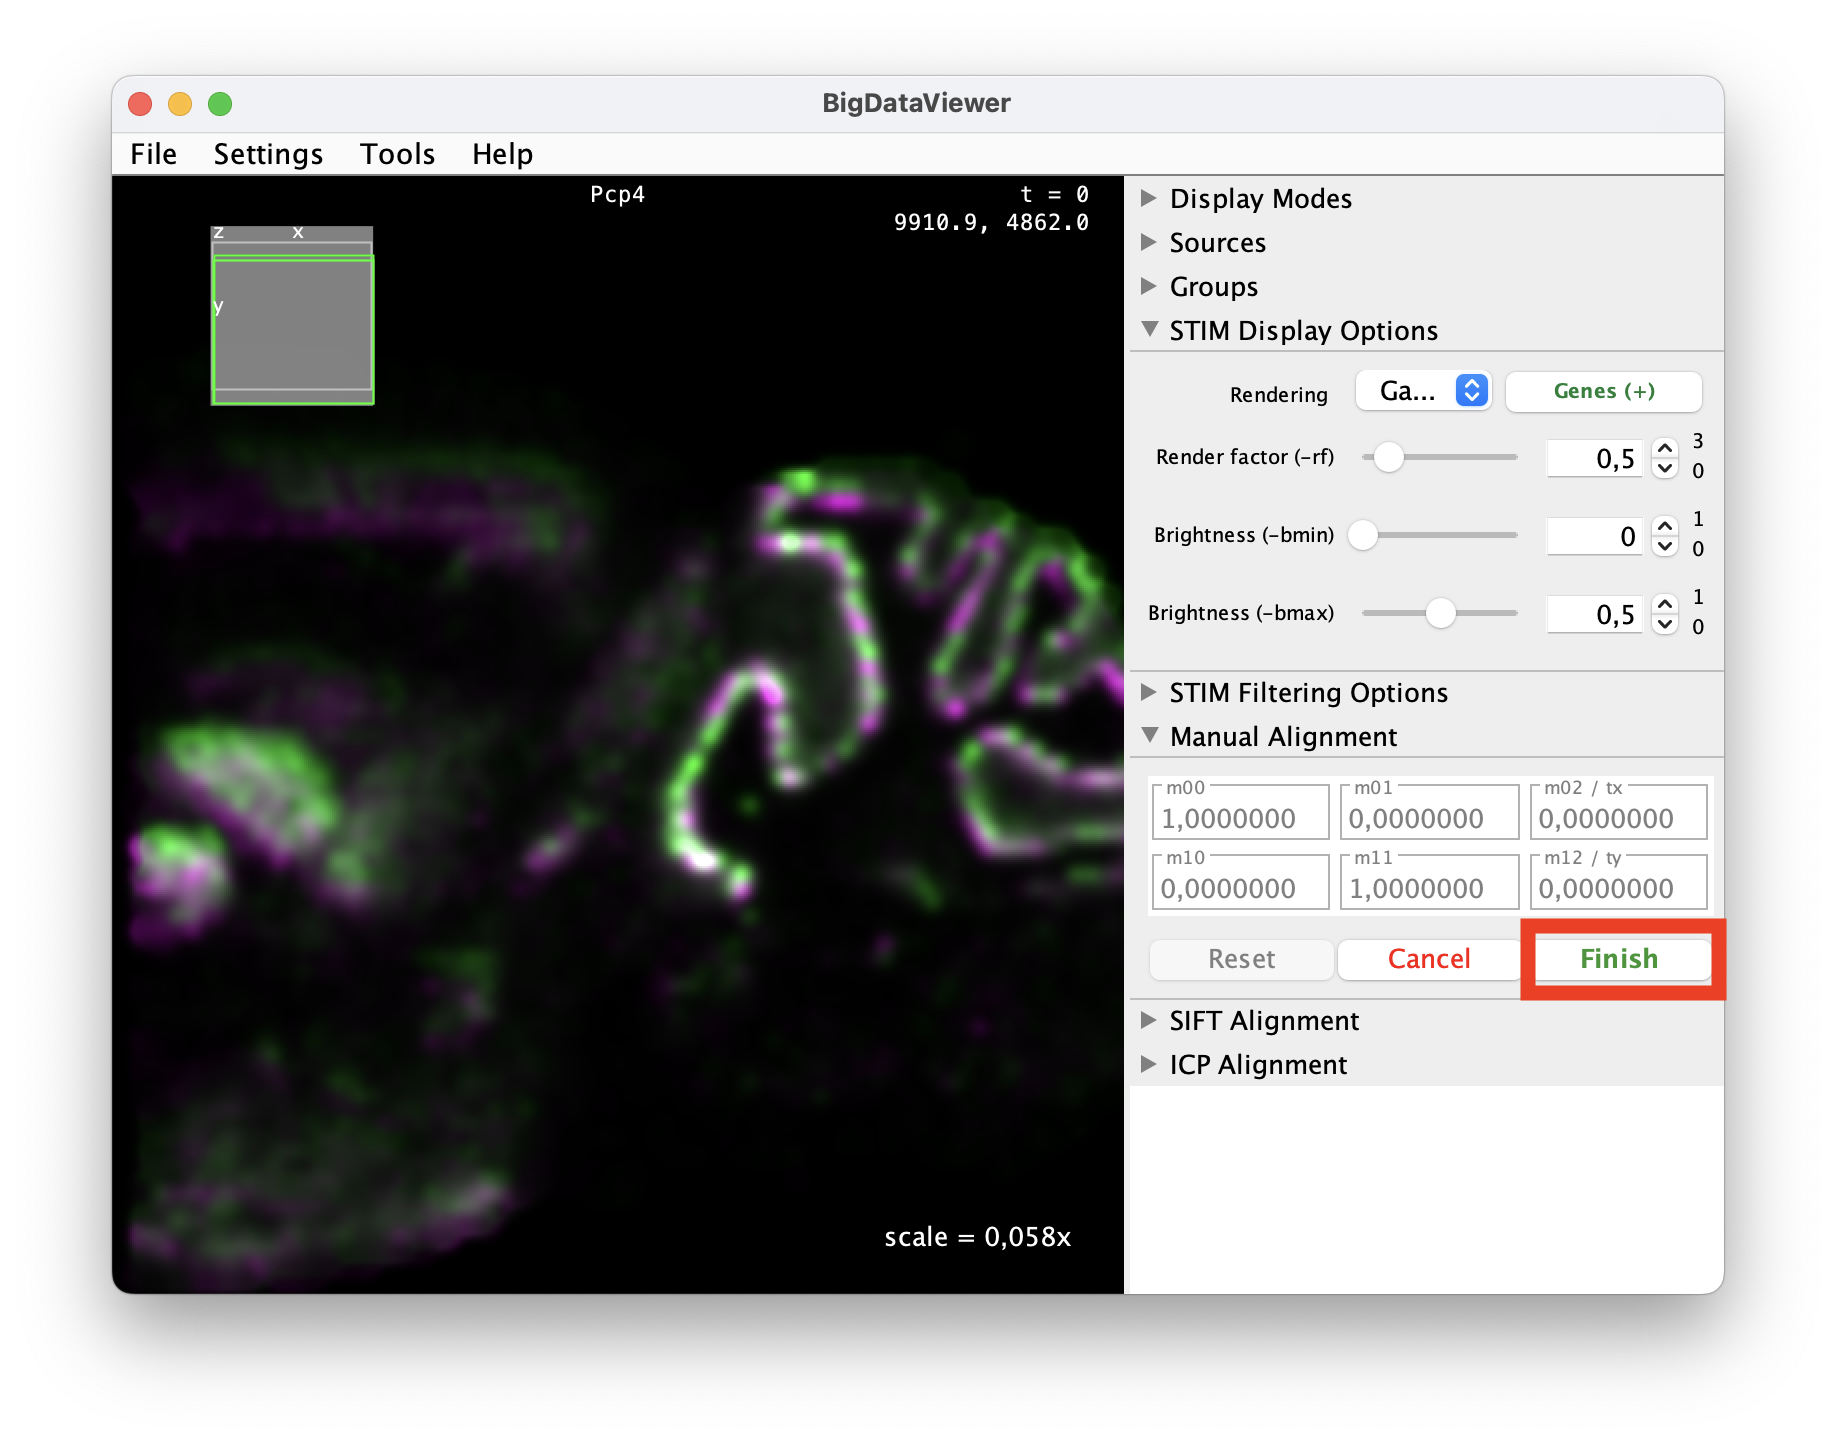 BigDataViewer
File Settings Tools Help
Pcp4
t = 0
9910.9, 4862.0
z x
y
scale = 0,058x
Display Modes
Sources
Groups
STIM Display Options
Rendering Ga... Genes (+)
Render factor (-rf) 0,5 3 0
Brightness (-bmin) 0 1 0
Brightness (-bmax) 0,5 1 0
STIM Filtering Options
Manual Alignment
m00 m01 m02 / tx
1,0000000 0,0000000 0,0000000
m10 m11 m12 / ty
0,0000000 1,0000000 0,0000000
Reset Cancel Finish
SIFT Alignment
ICP Alignment